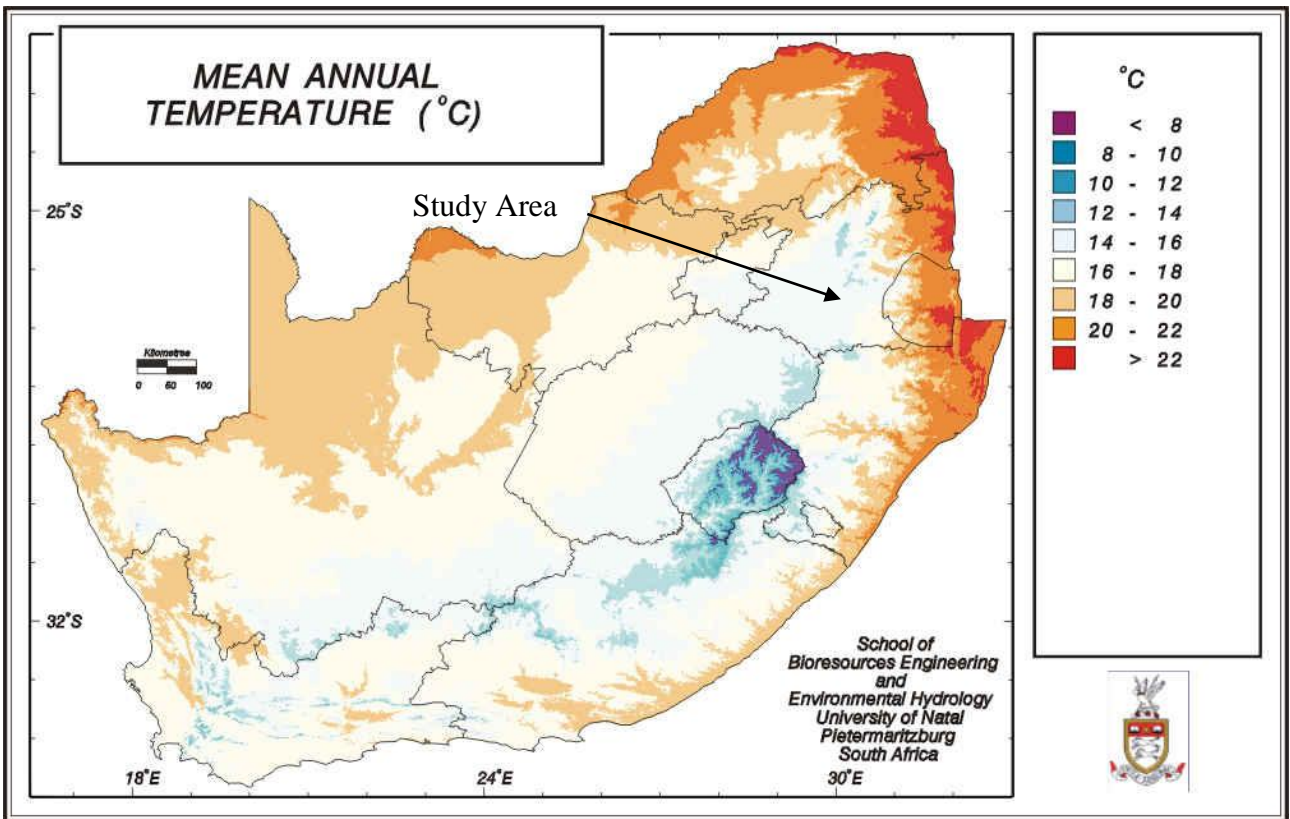 MEAN ANNUAL
TEMPERATURE (°C)
Study Area
25°S
32°S
18°E
24°E
30°E
Kilometres
0 50 100
School of
Bioresources Engineering
and
Environmental Hydrology
University of Natal
Pietermaritzburg
South Africa
°C
< 8
8 - 10
10 - 12
12 - 14
14 - 16
16 - 18
18 - 20
20 - 22
> 22